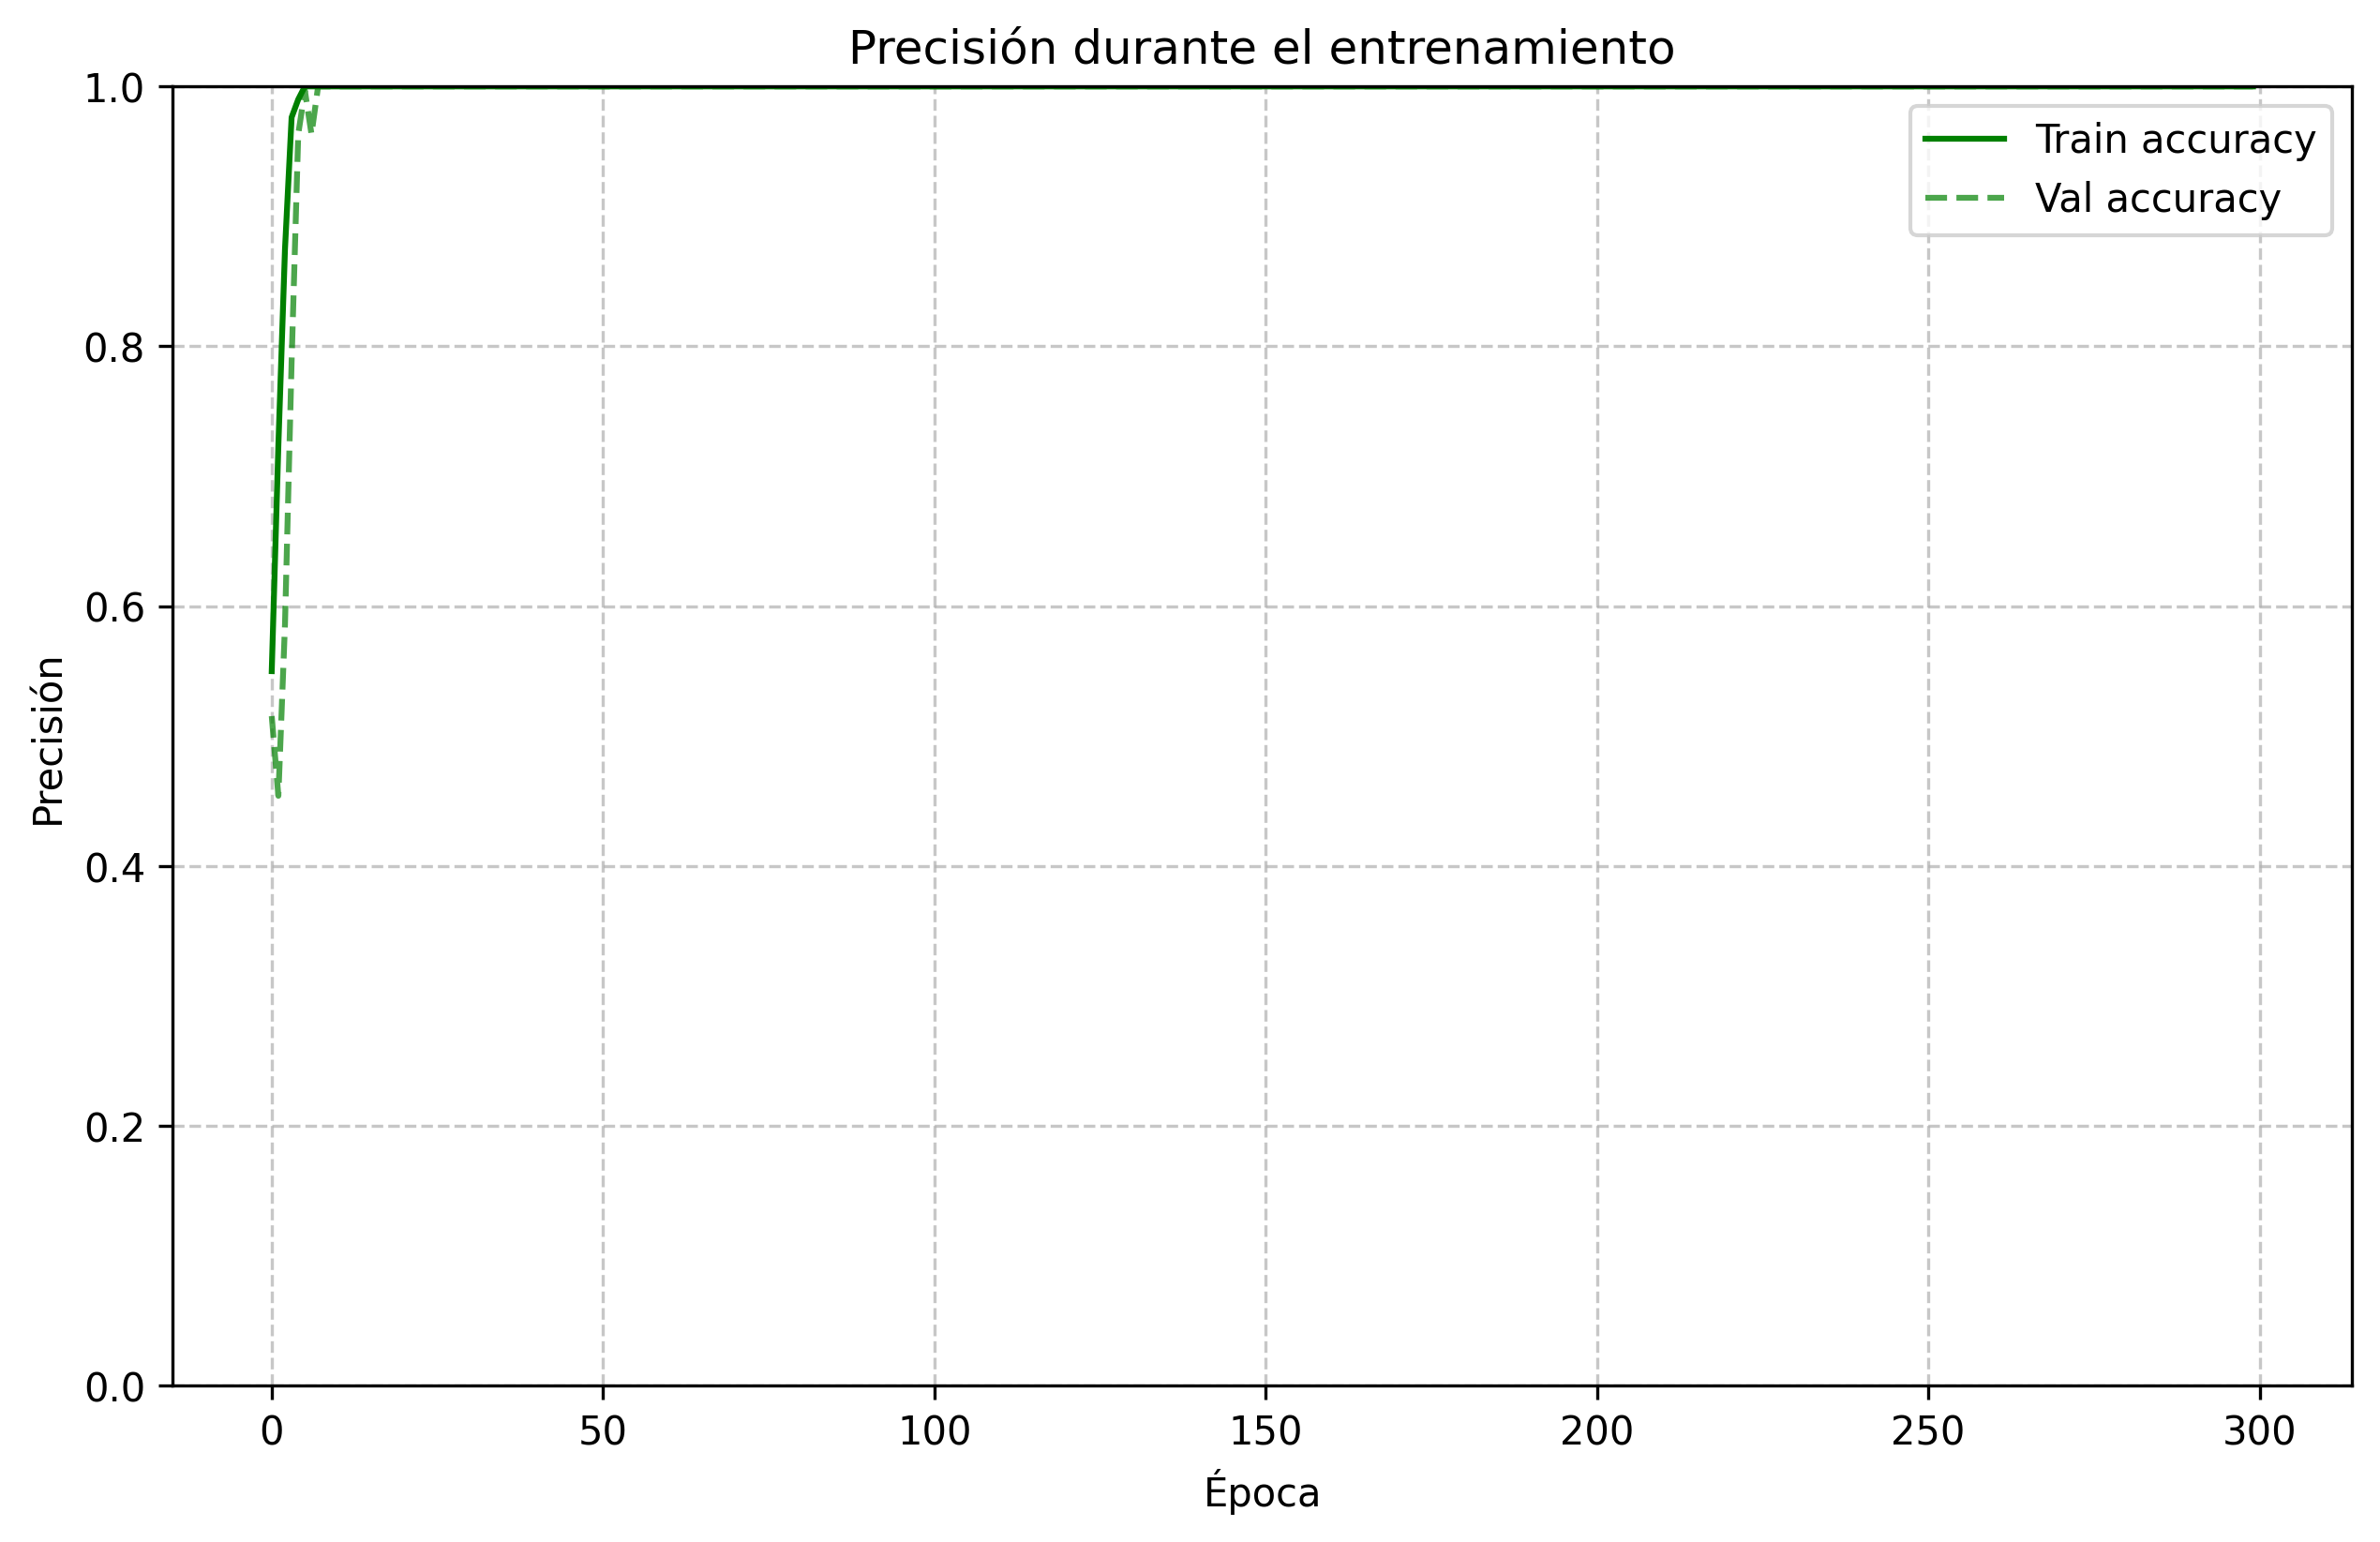 Precisión durante el entrenamiento
1.0
0.8
0.6
0.4
0.2
0.0
Precisión
Train accuracy
Val accuracy
0 50 100 150 200 250 300
Época